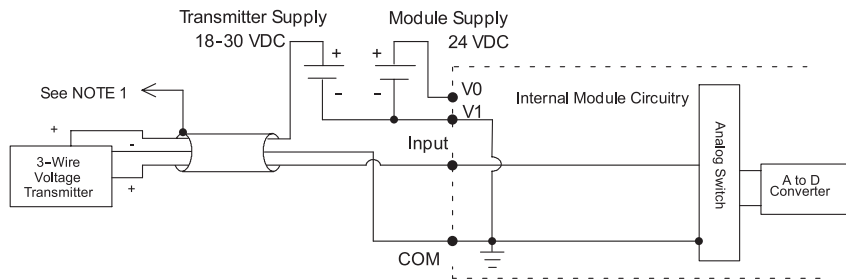 Transmitter Supply
18-30 VDC
Module Supply
24 VDC
+
-
+
-
See NOTE 1
V0
V1
Internal Module Circuitry
Input
+
-
+
3-Wire
Voltage
Transmitter
Analog Switch
A to D
Converter
COM